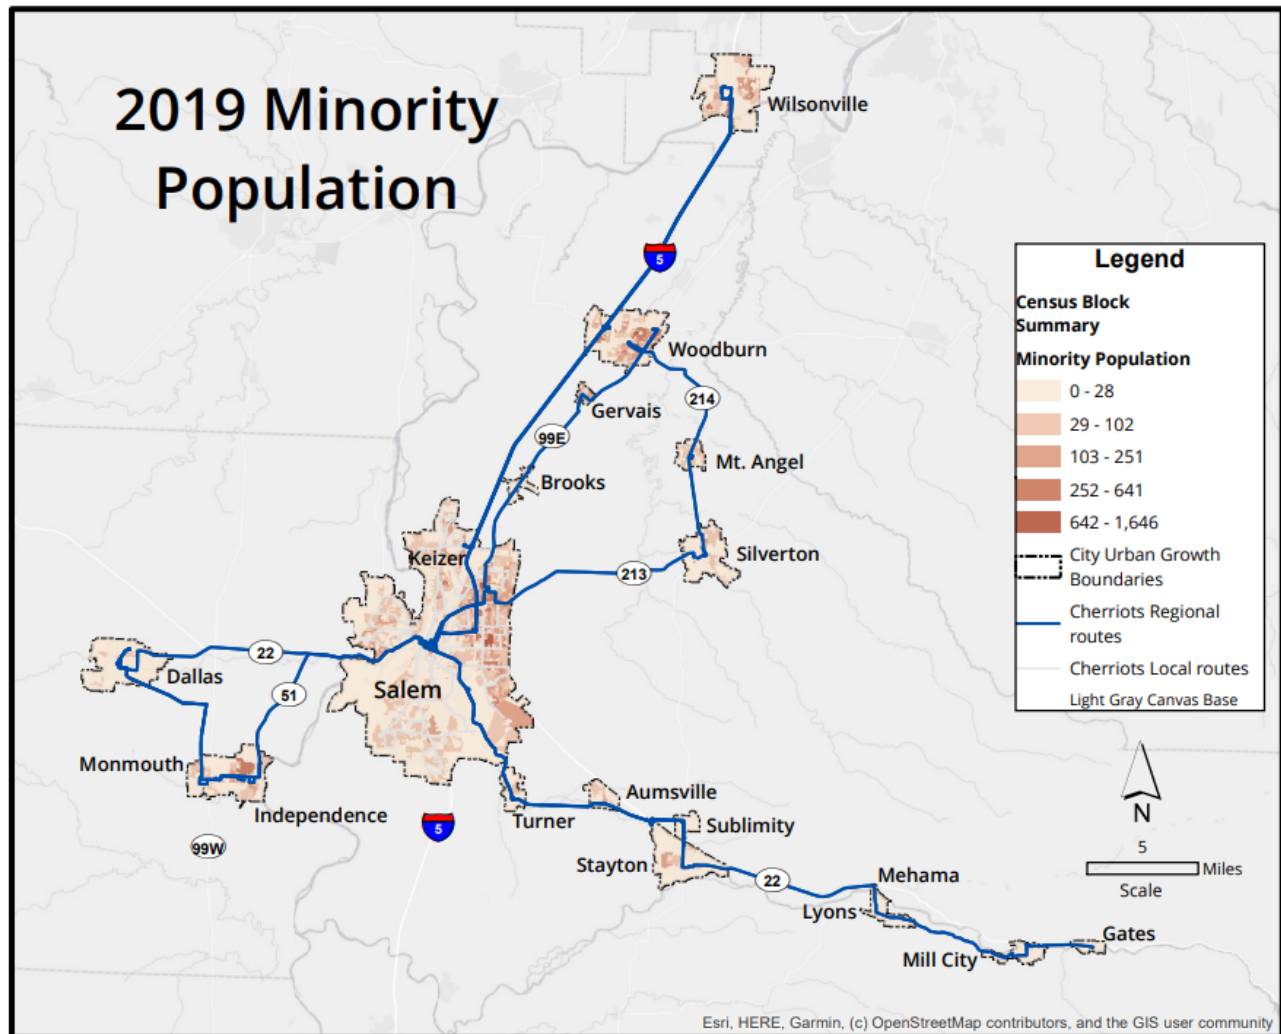 2019 Minority
Population
Wilsonville
5
Woodburn
214
Gervais
99E
Mt. Angel
Brooks
Keizer
Silverton
213
22
Dallas
51
Salem
Monmouth
Independence
99W
5
Turner
Aumsville
Sublimity
Stayton
22
Mehama
Lyons
Mill City
Gates
Legend
Census Block
Summary
Minority Population
0 - 28
29 - 102
103 - 251
252 - 641
642 - 1,646
City Urban Growth
Boundaries
Cherriots Regional
routes
Cherriots Local routes
Light Gray Canvas Base
N
5
Miles
Scale
Esri, HERE, Garmin, (c) OpenStreetMap contributors, and the GIS user community